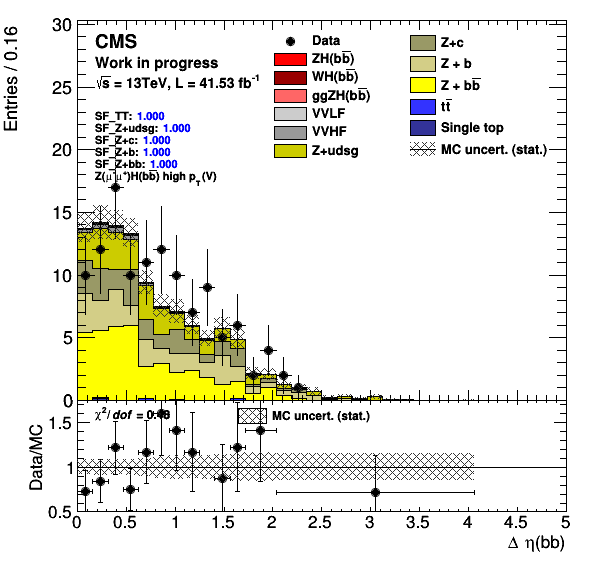 Entries / 0.16
30
25
20
15
10
5
0
CMS
Work in progress
√s = 13TeV, L = 41.53 fb⁻¹
SF_TT: 1.000
SF_Z+udsg: 1.000
SF_Z+c: 1.000
SF_Z+b: 1.000
SF_Z+bb: 1.000
Z(μ⁻μ⁺)H(bb̅) high p_T(V)
Data
ZH(bb̅)
WH(bb̅)
ggZH(bb̅)
VVLF
VVHF
Z+udsg
Z+c
Z + b
Z + bb̅
tt̅
Single top
MC uncert. (stat.)
Data/MC
1.5
1
0.5
χ²/dof =
MC uncert. (stat.)
0 0.5 1 1.5 2 2.5 3 3.5 4 4.5 5
Δ η(bb)